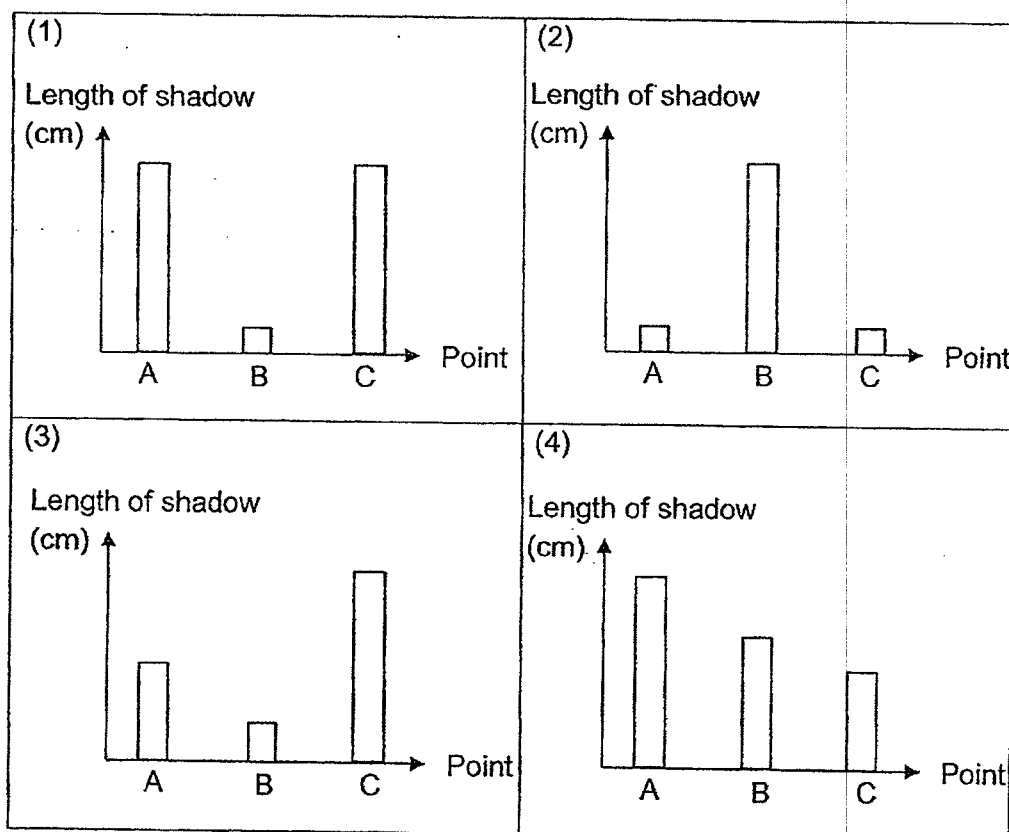 (1)
Length of shadow
(cm)
A B C Point
(2)
Length of shadow
(cm)
A B C Point
(3)
Length of shadow
(cm)
A B C Point
(4)
Length of shadow
(cm)
A B C Point